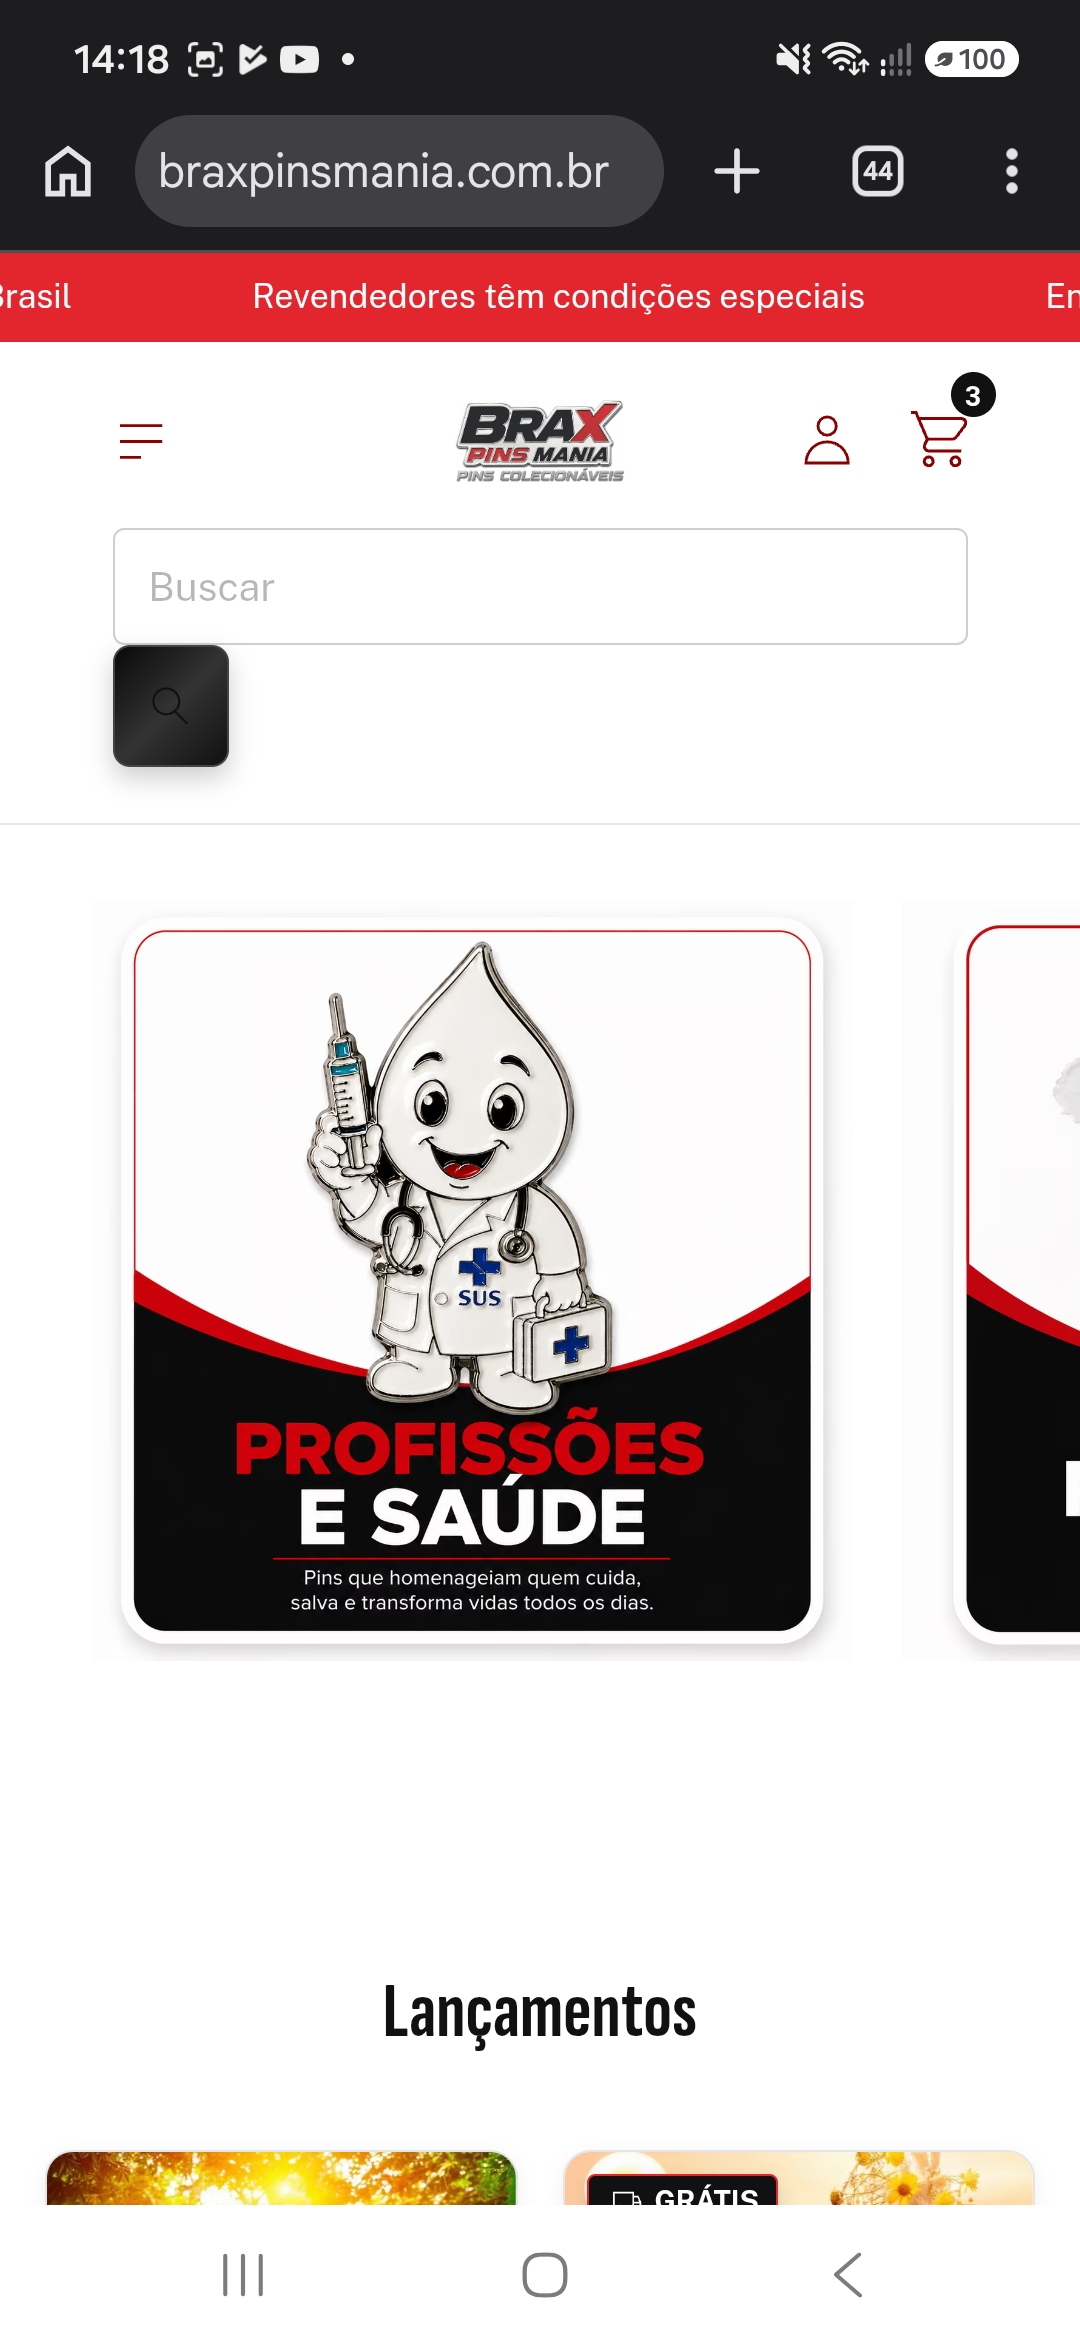 14:18
100
braxpinsmania.com.br
44
Brasil
Revendedores têm condições especiais
En
3
BRAX
PINS MANIA
PINS COLECIONÁVEIS
Buscar
SUS
PROFISSÕES
E SAÚDE
Pins que homenageiam quem cuida,
salva e transforma vidas todos os dias.
Lançamentos
GRÁTIS